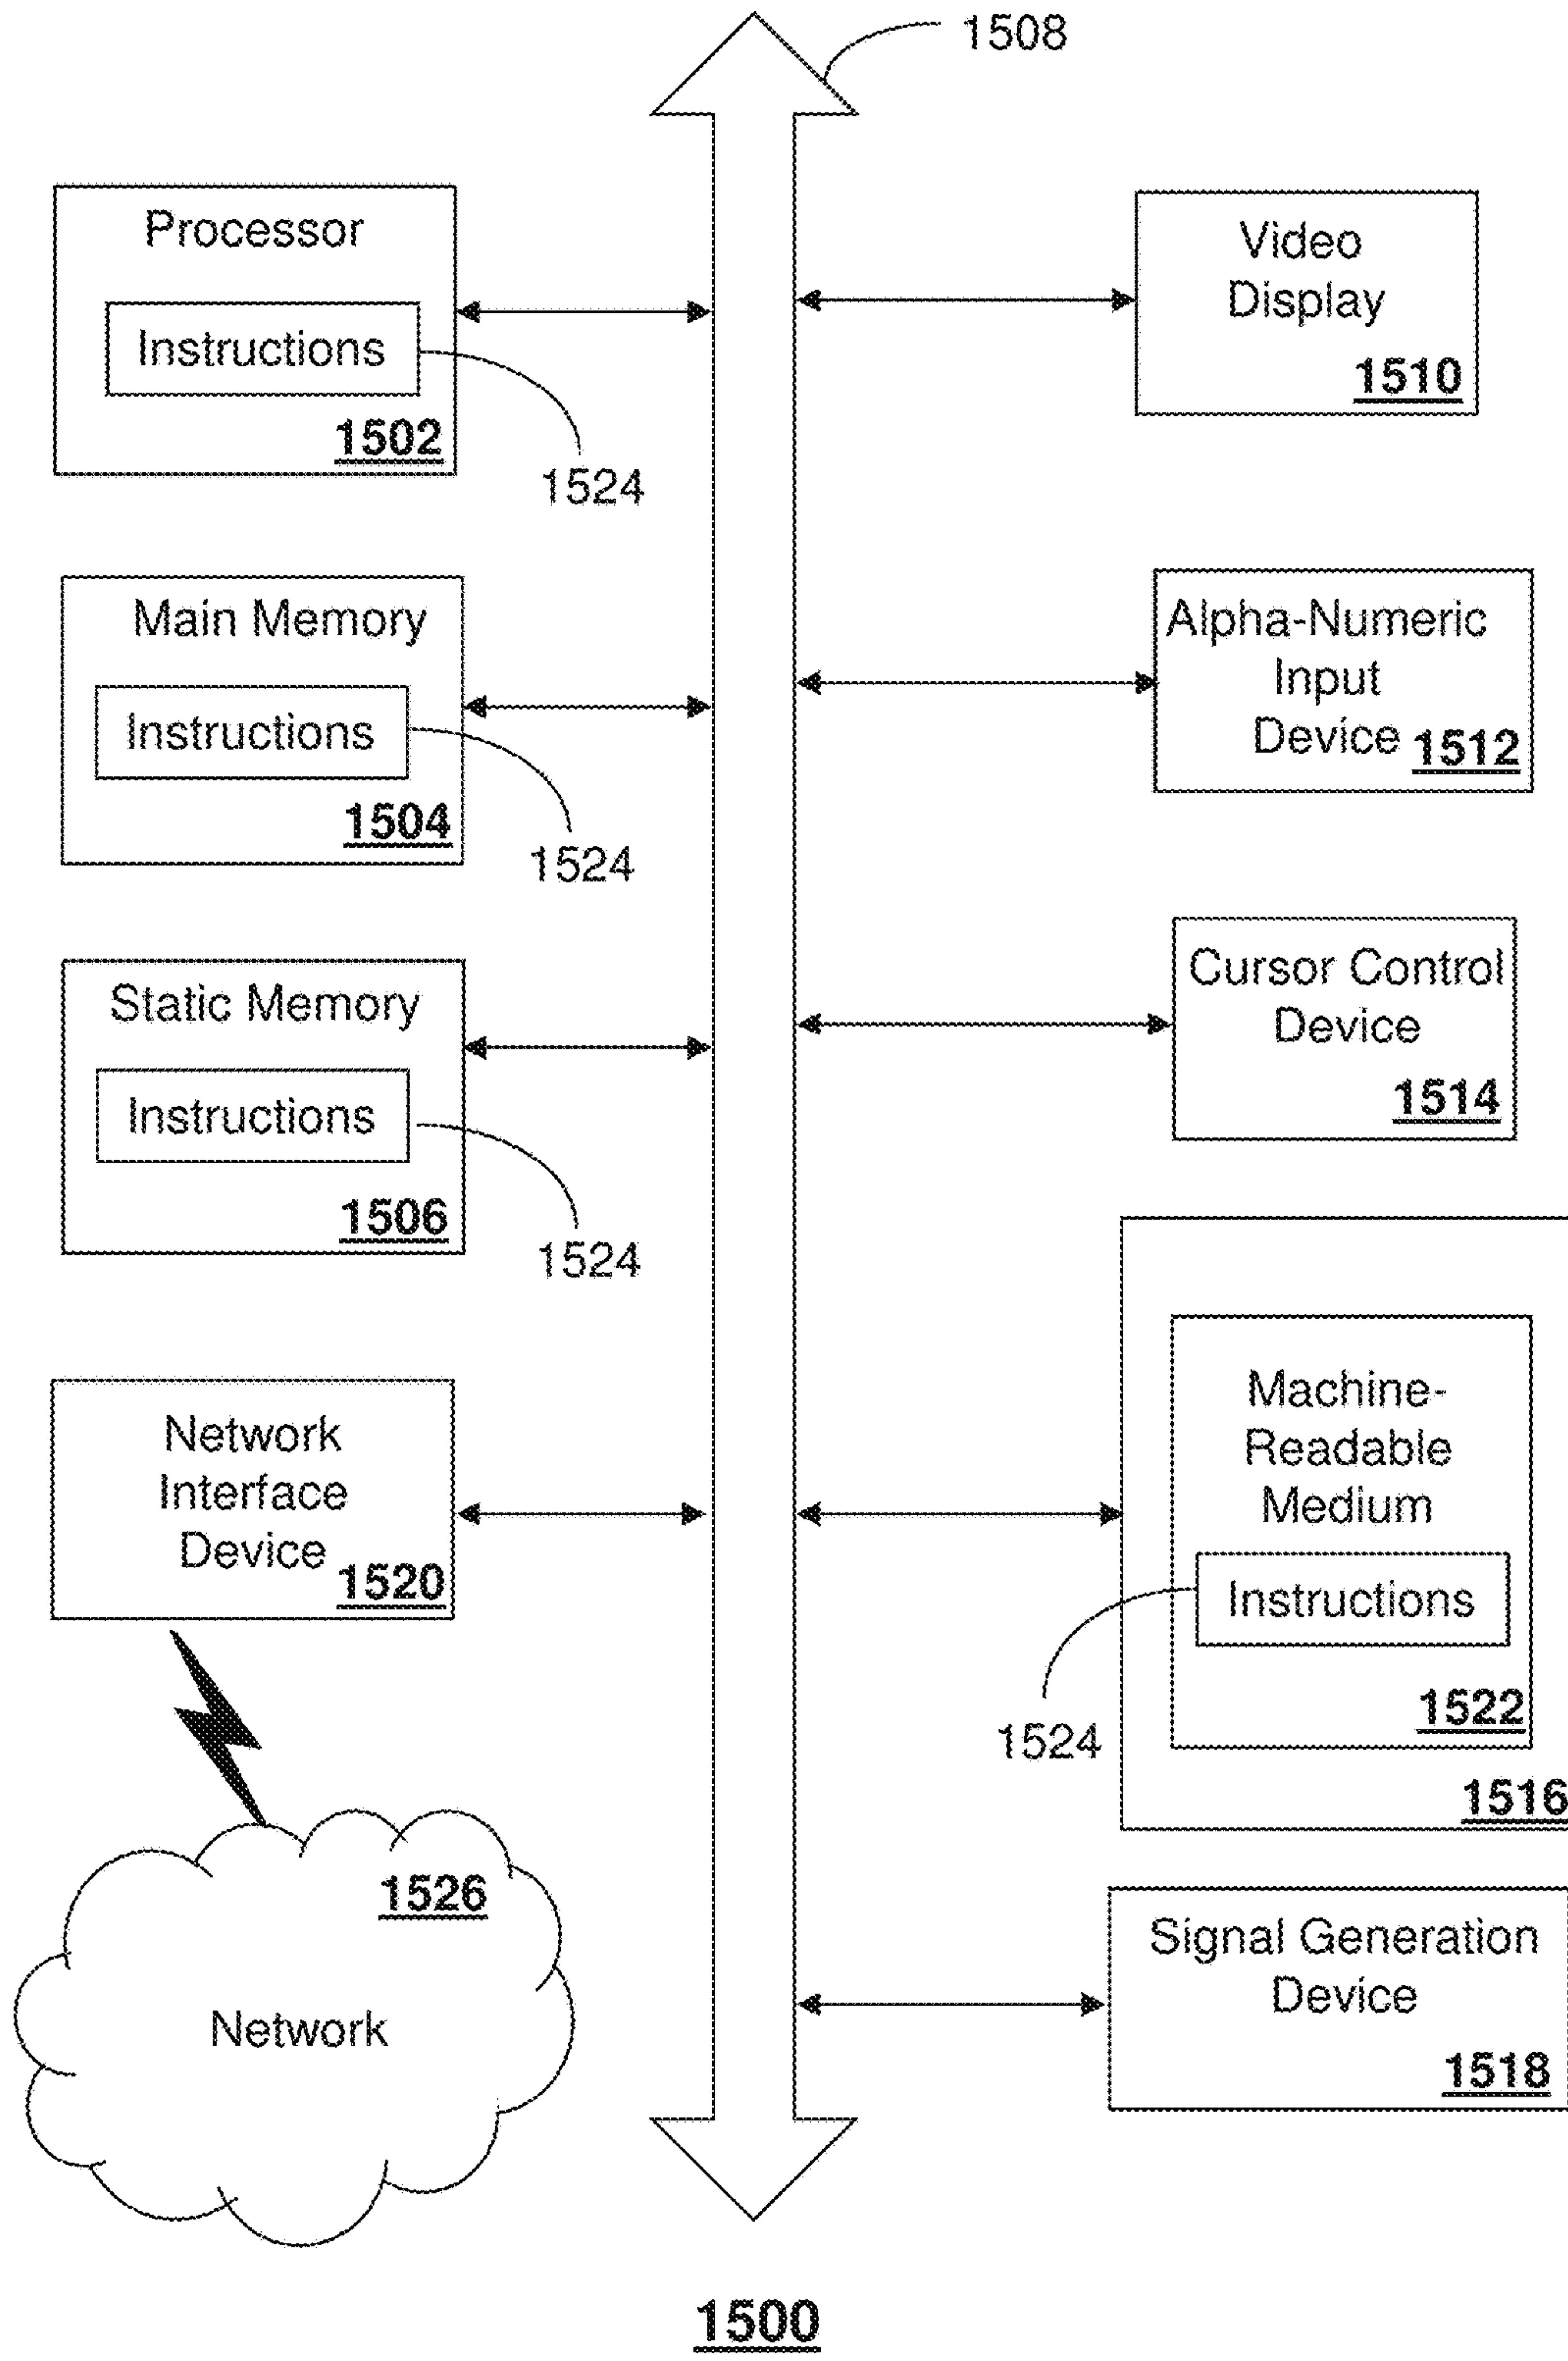 1508
Processor
Instructions
1502
1524
Main Memory
Instructions
1504
1524
Static Memory
Instructions
1506
1524
Network
Interface
Device
1520
1526
Network
Video
Display
1510
Alpha-Numeric
Input
Device
1512
Cursor Control
Device
1514
Machine-
Readable
Medium
Instructions
1524
1522
1516
Signal Generation
Device
1518
1500